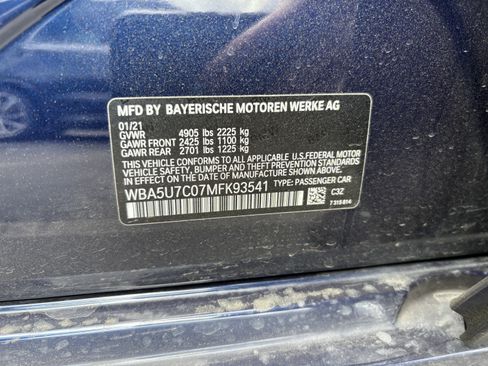 MFD BY BAYERISCHE MOTOREN WERKE AG
01/21
GVWR 4905 lbs 2225 kg
GAWR FRONT 2425 lbs 1100 kg
GAWR REAR 2701 lbs 1225 kg
THIS VEHICLE CONFORMS TO ALL APPLICABLE U.S.FEDERAL MOTOR
VEHICLE SAFETY, BUMPER, AND THEFT PREVENTION STANDARDS
IN EFFECT ON THE DATE OF MANUFACTURE SHOWN ABOVE.
WBA5U7C07MFK93541 TYPE: PASSENGER CAR
C3Z
7315814